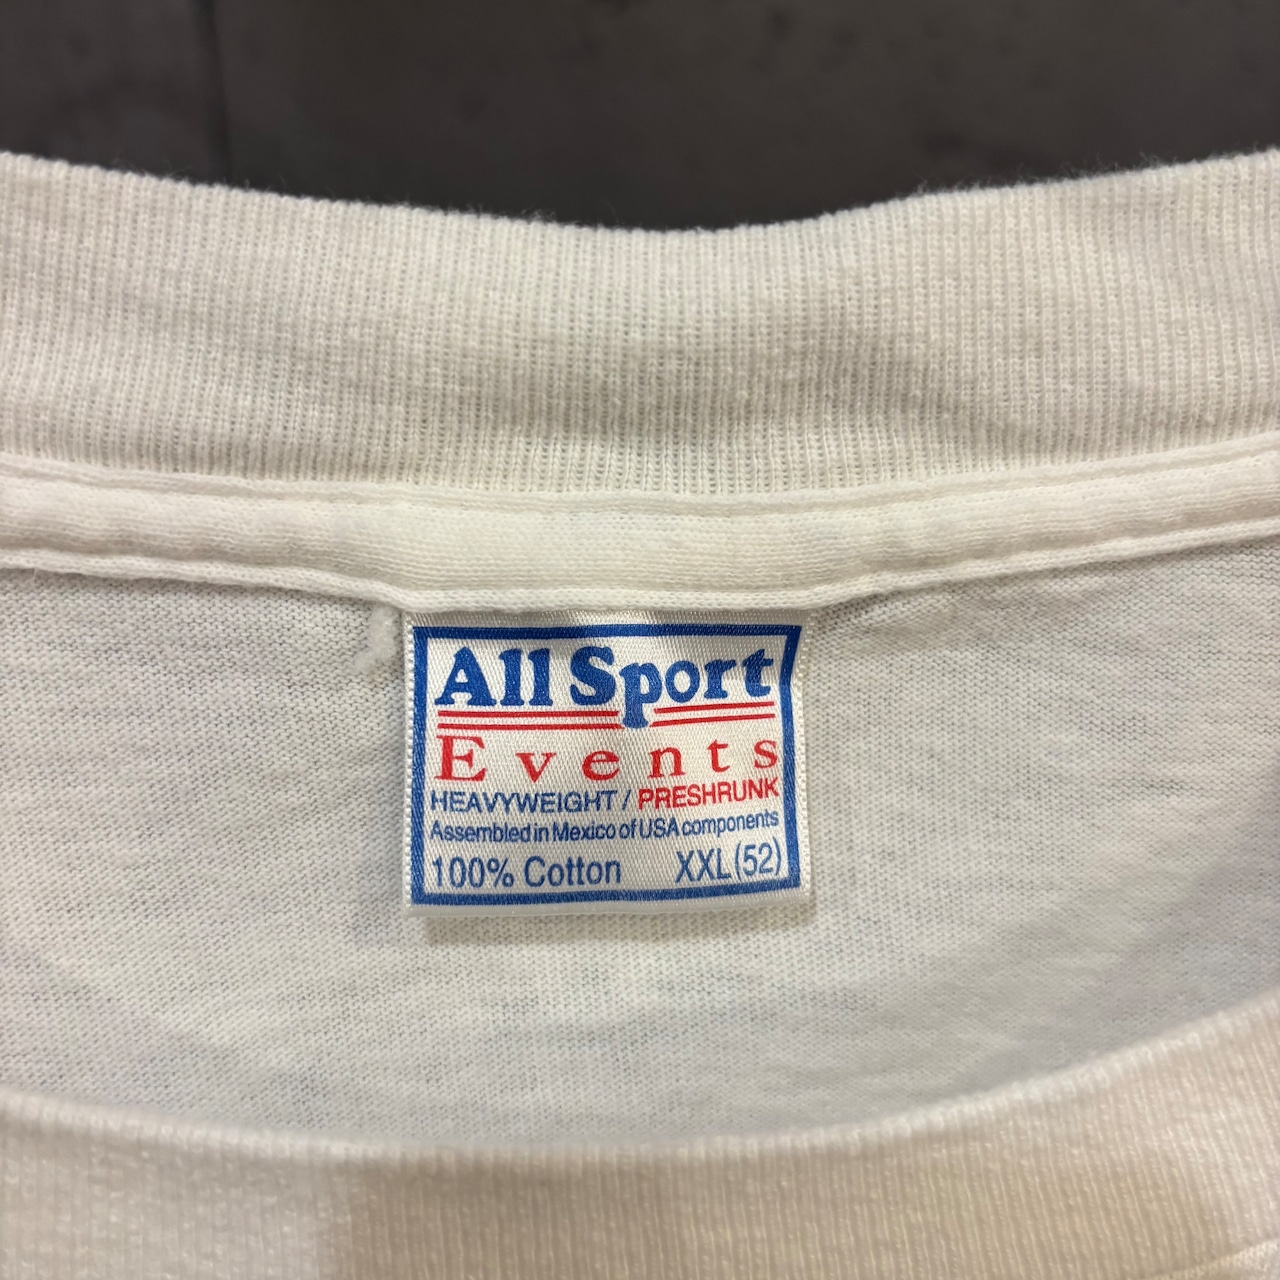 All Sport
Events
HEAVYWEIGHT / PRESHRUNK
Assembled in Mexico of USA components
100% Cotton XXL (52)